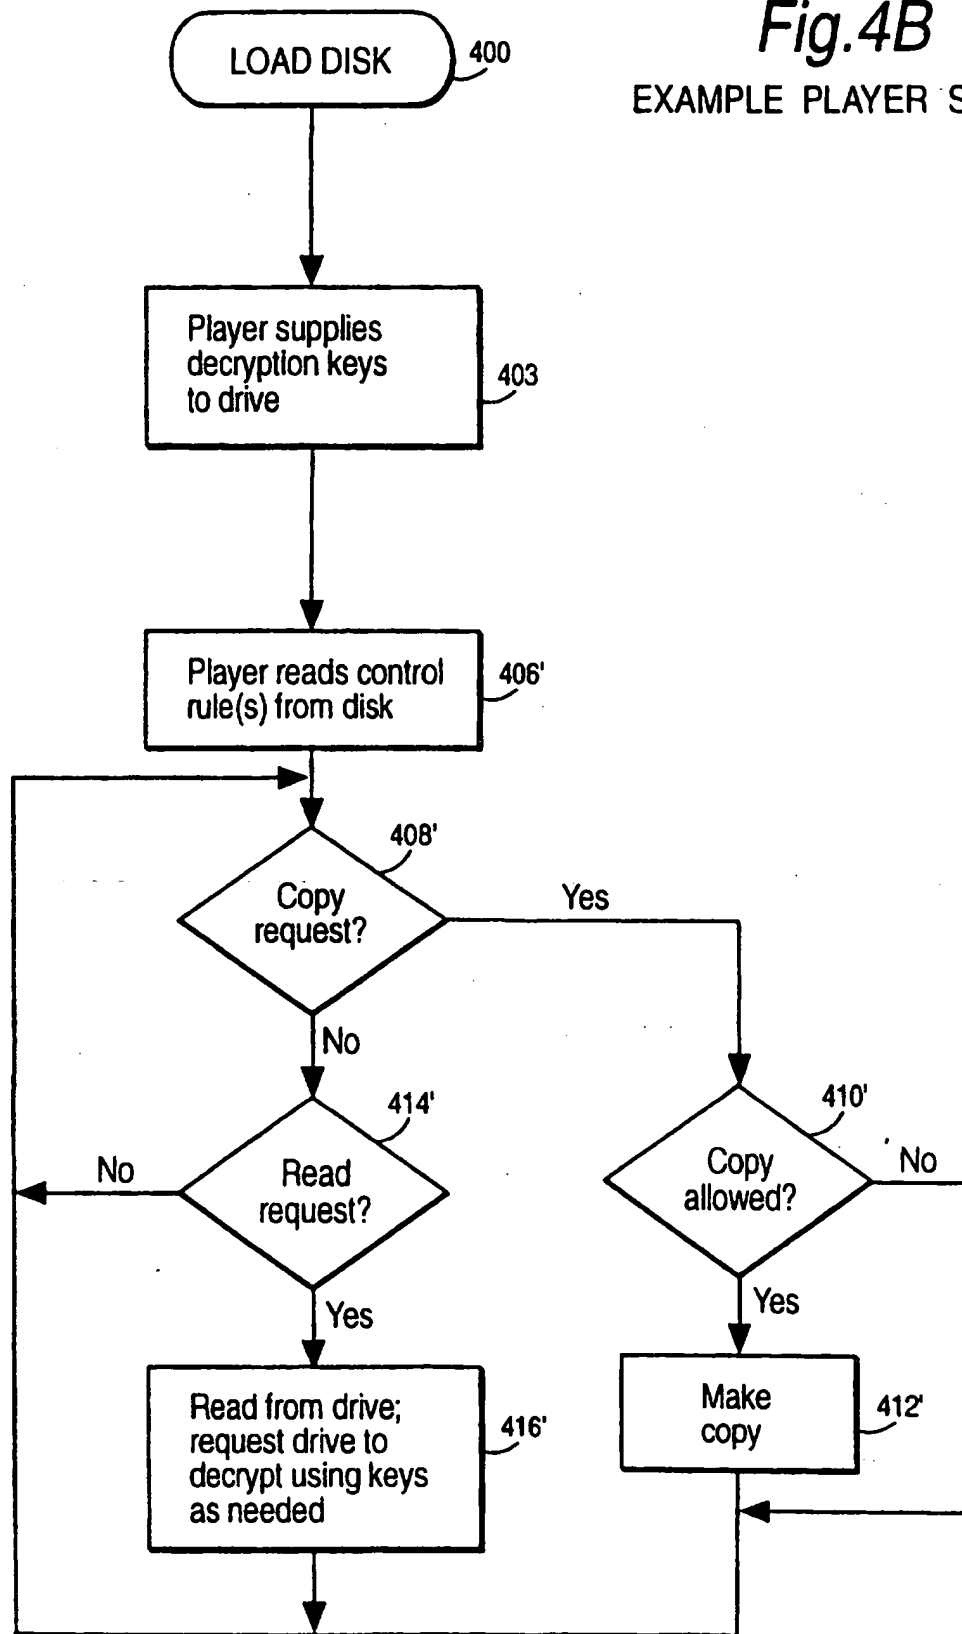 Fig.4B
EXAMPLE PLAYER
LOAD DISK
400
Player supplies
decryption keys
to drive
403
Player reads control
rule(s) from disk
406'
408'
Copy
request?
Yes
No
414'
Read
request?
No
Yes
410'
Copy
allowed?
No
Yes
Read from drive;
request drive to
decrypt using keys
as needed
416'
Make
copy
412'